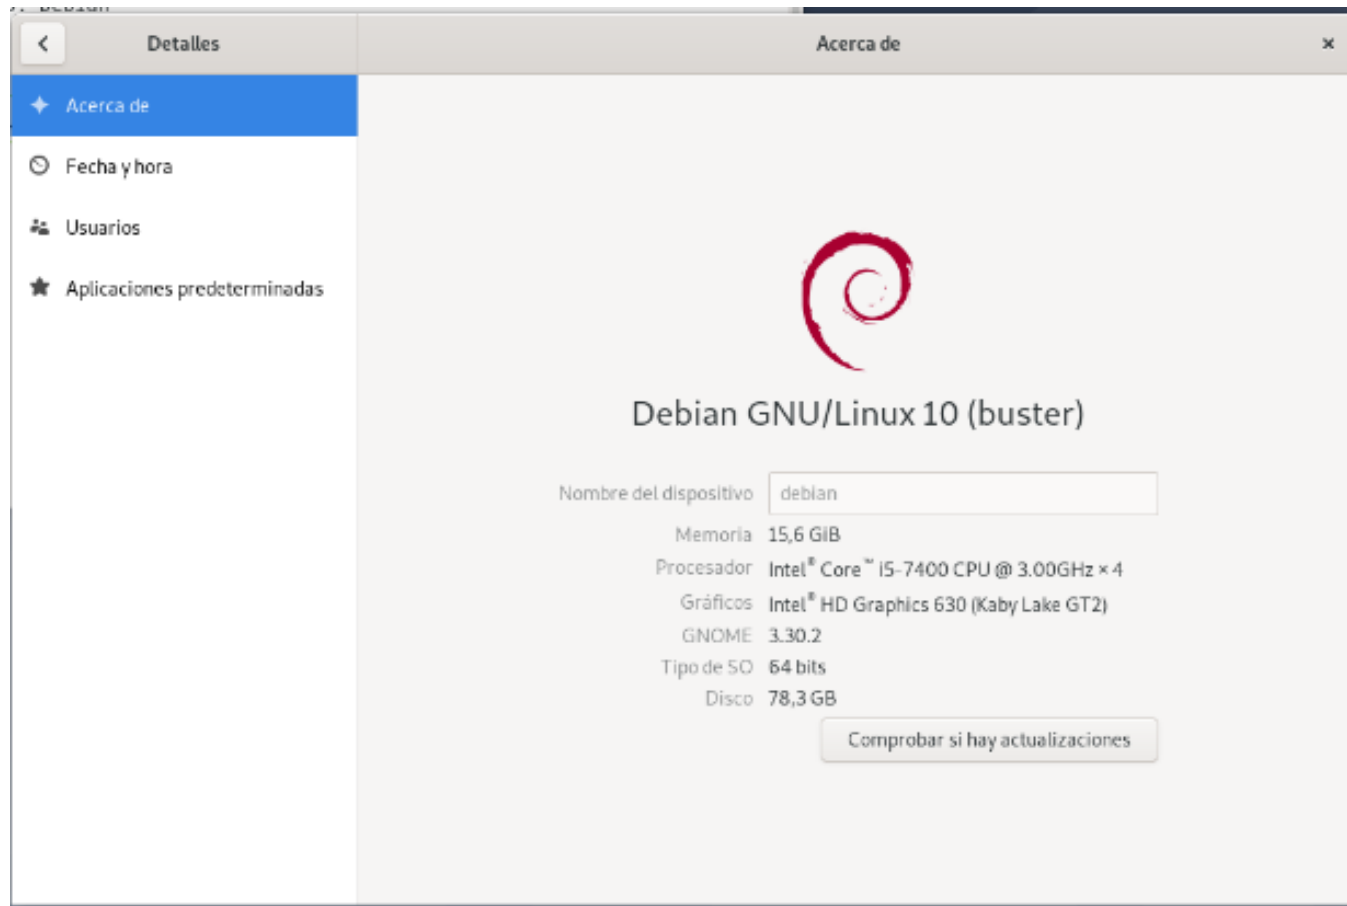 Detalles
Acerca de
Acerca de
Fecha y hora
Usuarios
Aplicaciones predeterminadas
Debian GNU/Linux 10 (buster)
Nombre del dispositivo debian
Memoria 15,6 GiB
Procesador Intel® Core™ i5-7400 CPU @ 3.00GHz × 4
Gráficos Intel® HD Graphics 630 (Kaby Lake GT2)
GNOME 3.30.2
Tipo de SO 64 bits
Disco 78,3 GB
Comprobar si hay actualizaciones